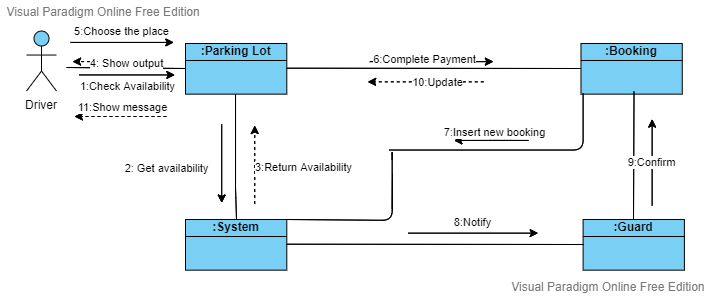 Visual Paradigm Online Free Edition
5:Choose the place
:Parking Lot
:Booking
6:Complete Payment
4: Show output
1:Check Availability
10:Update
Driver
11:Show message
7:Insert new booking
2: Get availability
3:Return Availability
9:Confirm
:System
8:Notify
:Guard
Visual Paradigm Online Free Edition